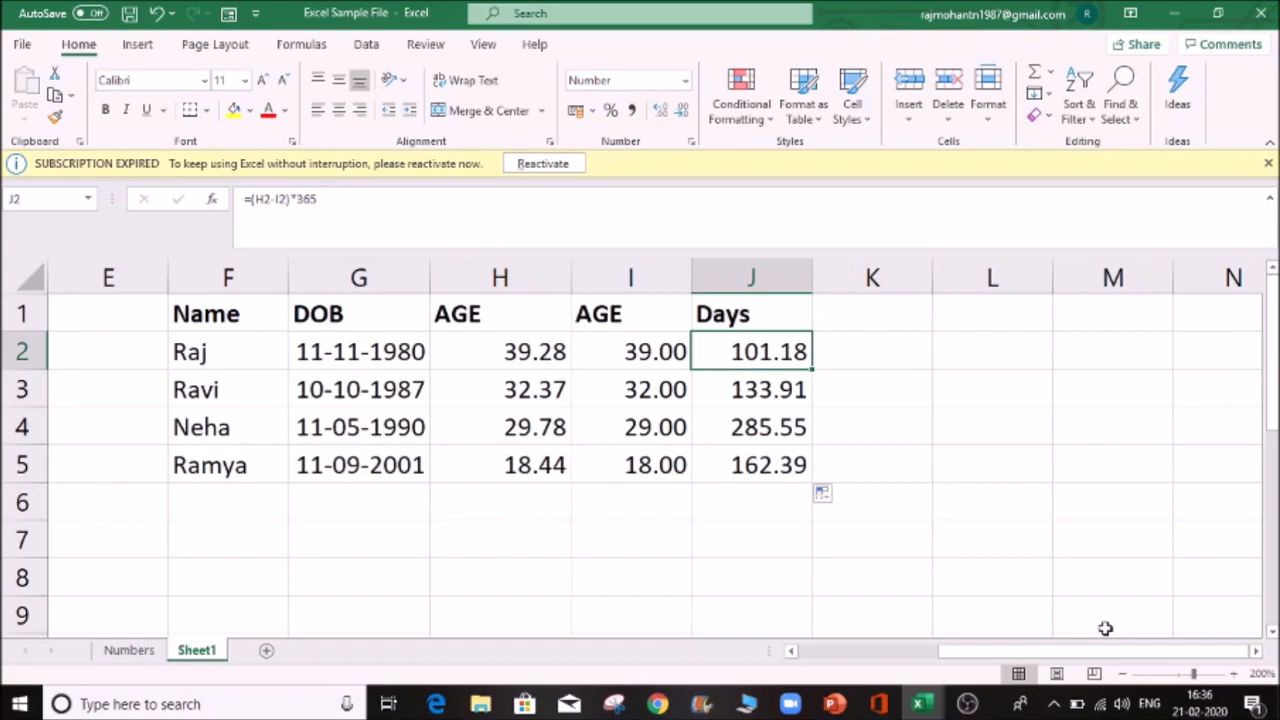 AutoSave Off Excel Sample File - Excel Search rajmohantn1987@gmail.com R
File Home Insert Page Layout Formulas Data Review View Help Share Comments
Paste Calibri 11 Wrap Text Number Conditional Formatting Format as Table Cell Styles Insert Delete Format Sort & Filter Find & Select Ideas
B I U A Merge & Center %
Clipboard Font Alignment Number Styles Cells Editing Ideas
SUBSCRIPTION EXPIRED To keep using Excel without interruption, please reactivate now. Reactivate
J2 fx =(H2-I2)*365
E F G H I J K L M N
1 Name DOB AGE AGE Days
2 Raj 11-11-1980 39.28 39.00 101.18
3 Ravi 10-10-1987 32.37 32.00 133.91
4 Neha 11-05-1990 29.78 29.00 285.55
5 Ramya 11-09-2001 18.44 18.00 162.39
6
7
8
9
Numbers Sheet1
200%
Type here to search ENG 16:36
21-02-2020 1